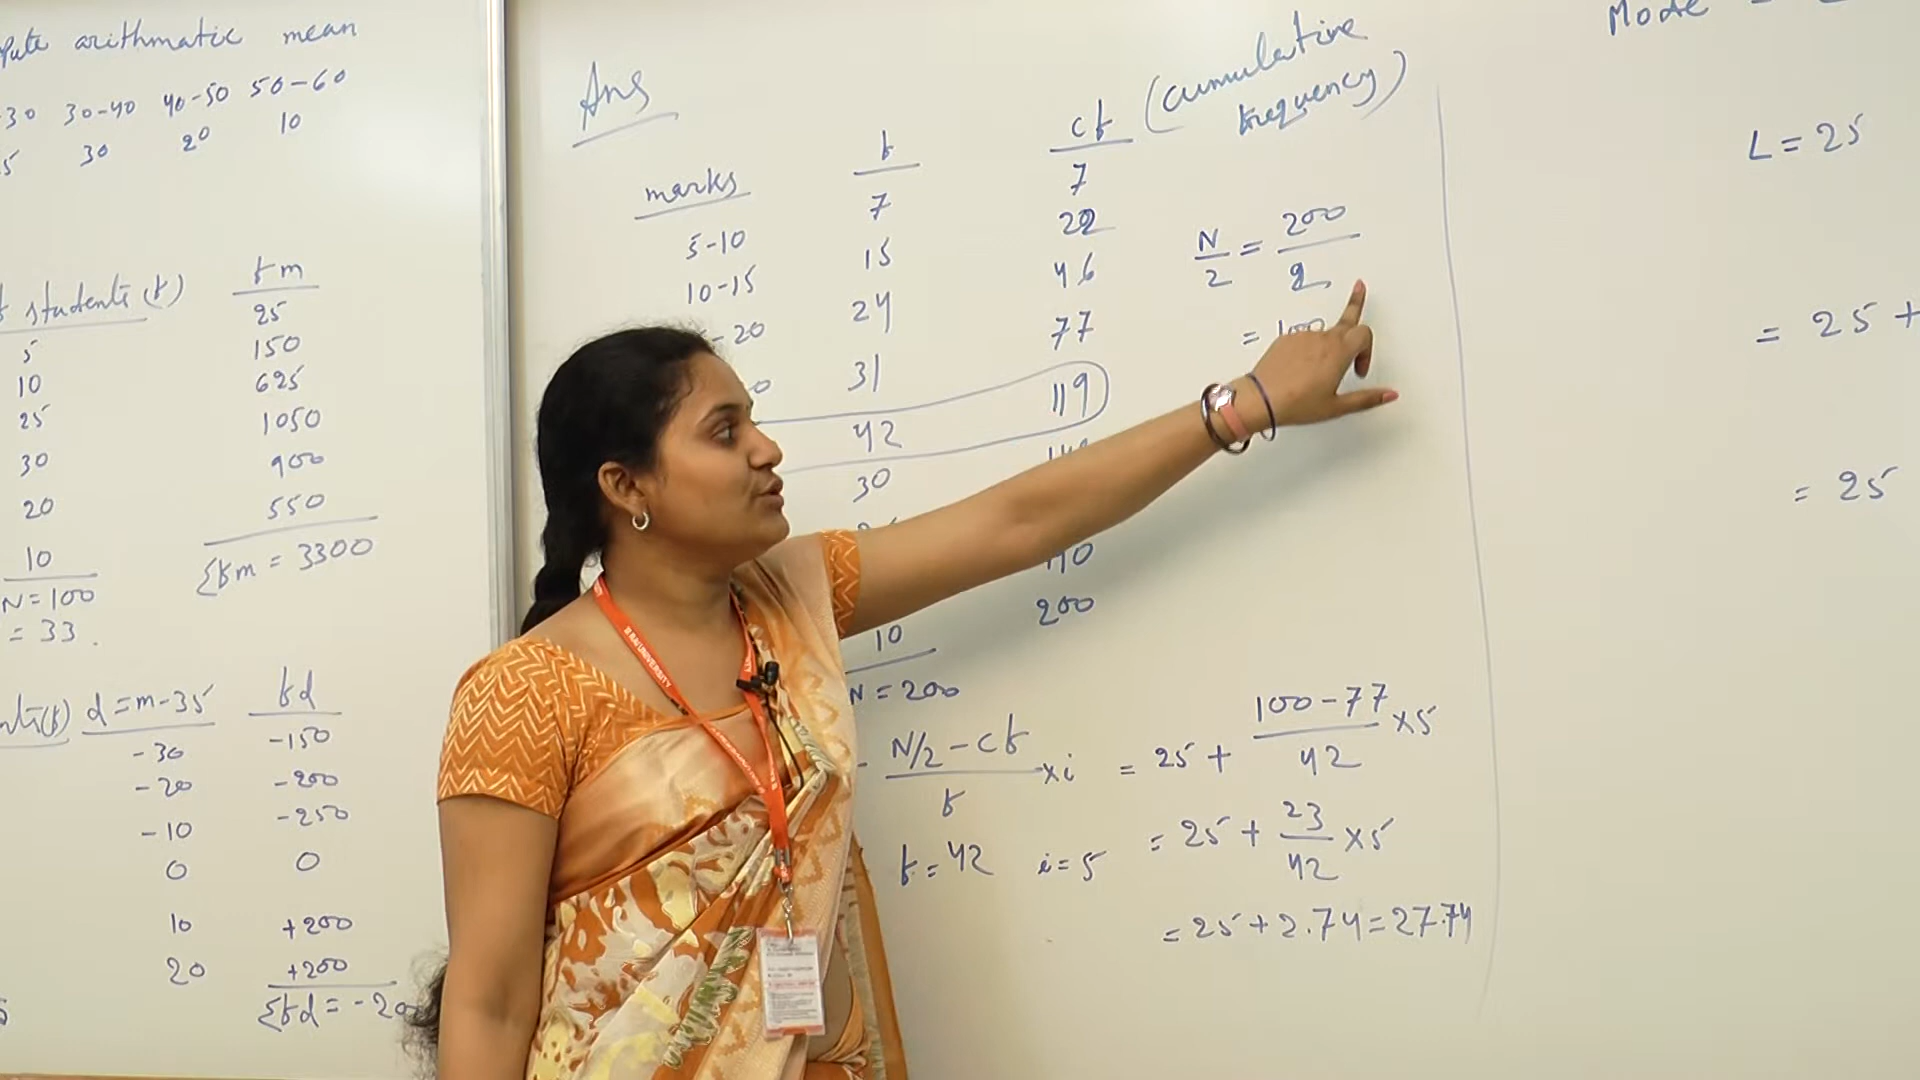 arithmatic mean
30 30-40 40-50 50-60
5 30 20 10
students (f) fm
5 25
10 150
25 625
30 1050
20 900
10 550
N=100 Σfm = 3300
= 33.
(f) d=m-35 fd
-30 -150
-20 -200
-10 -250
0 0
10 +200
20 +200
Σfd = -20
Ans
marks f cf (cumulative frequency)
5-10 7 7
10-15 15 22
20 24 46
31 77
42 119
30
10 200
N = 200
N/2 = 200/2
= 100
N/2 - cf / f × i = 25 + 100-77 / 42 × 5
f = 42 i = 5 = 25 + 23/42 × 5
= 25 + 2.74 = 27.74
Mode =
L = 25
= 25 +
= 25
RAI UNIVERSITY